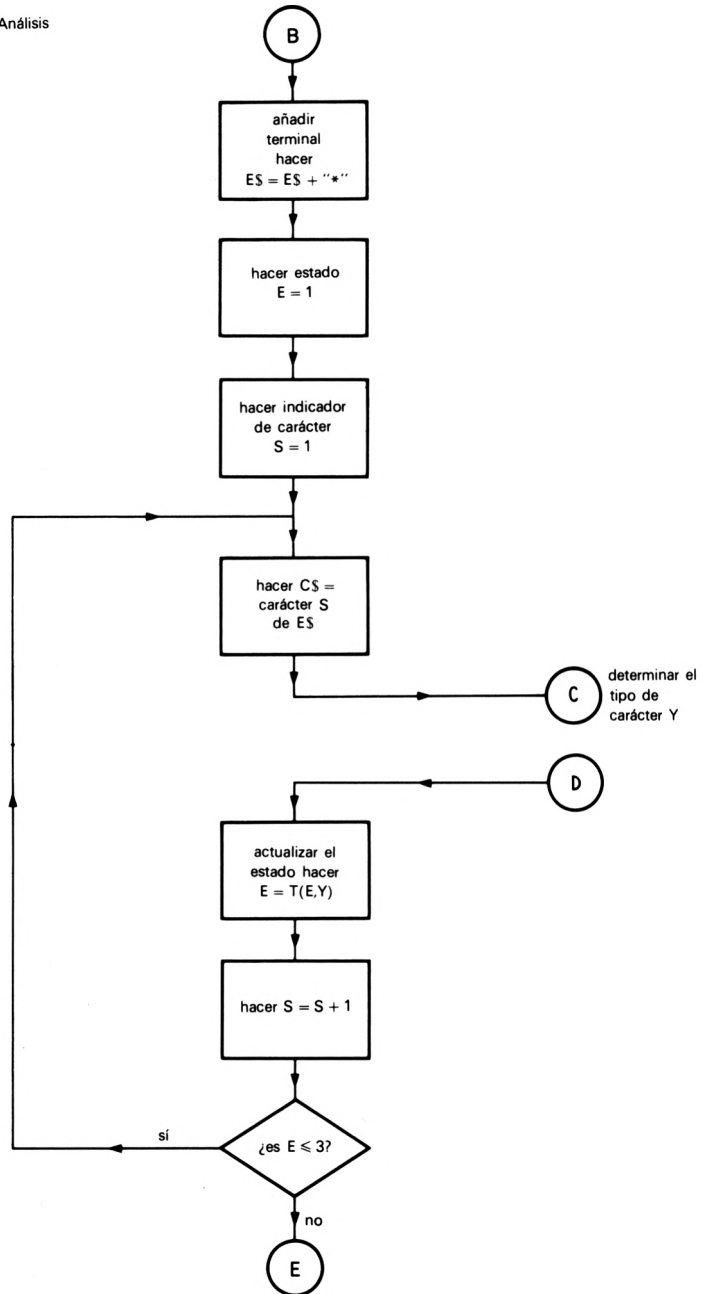 Análisis
B
añadir
terminal
hacer
E$ = E$ + "*"
hacer estado
E = 1
hacer indicador
de carácter
S = 1
hacer C$ =
carácter S
de E$
C
determinar el
tipo de
carácter Y
D
actualizar el
estado hacer
E = T(E,Y)
hacer S = S + 1
¿es E ⩽ 3?
sí
no
E